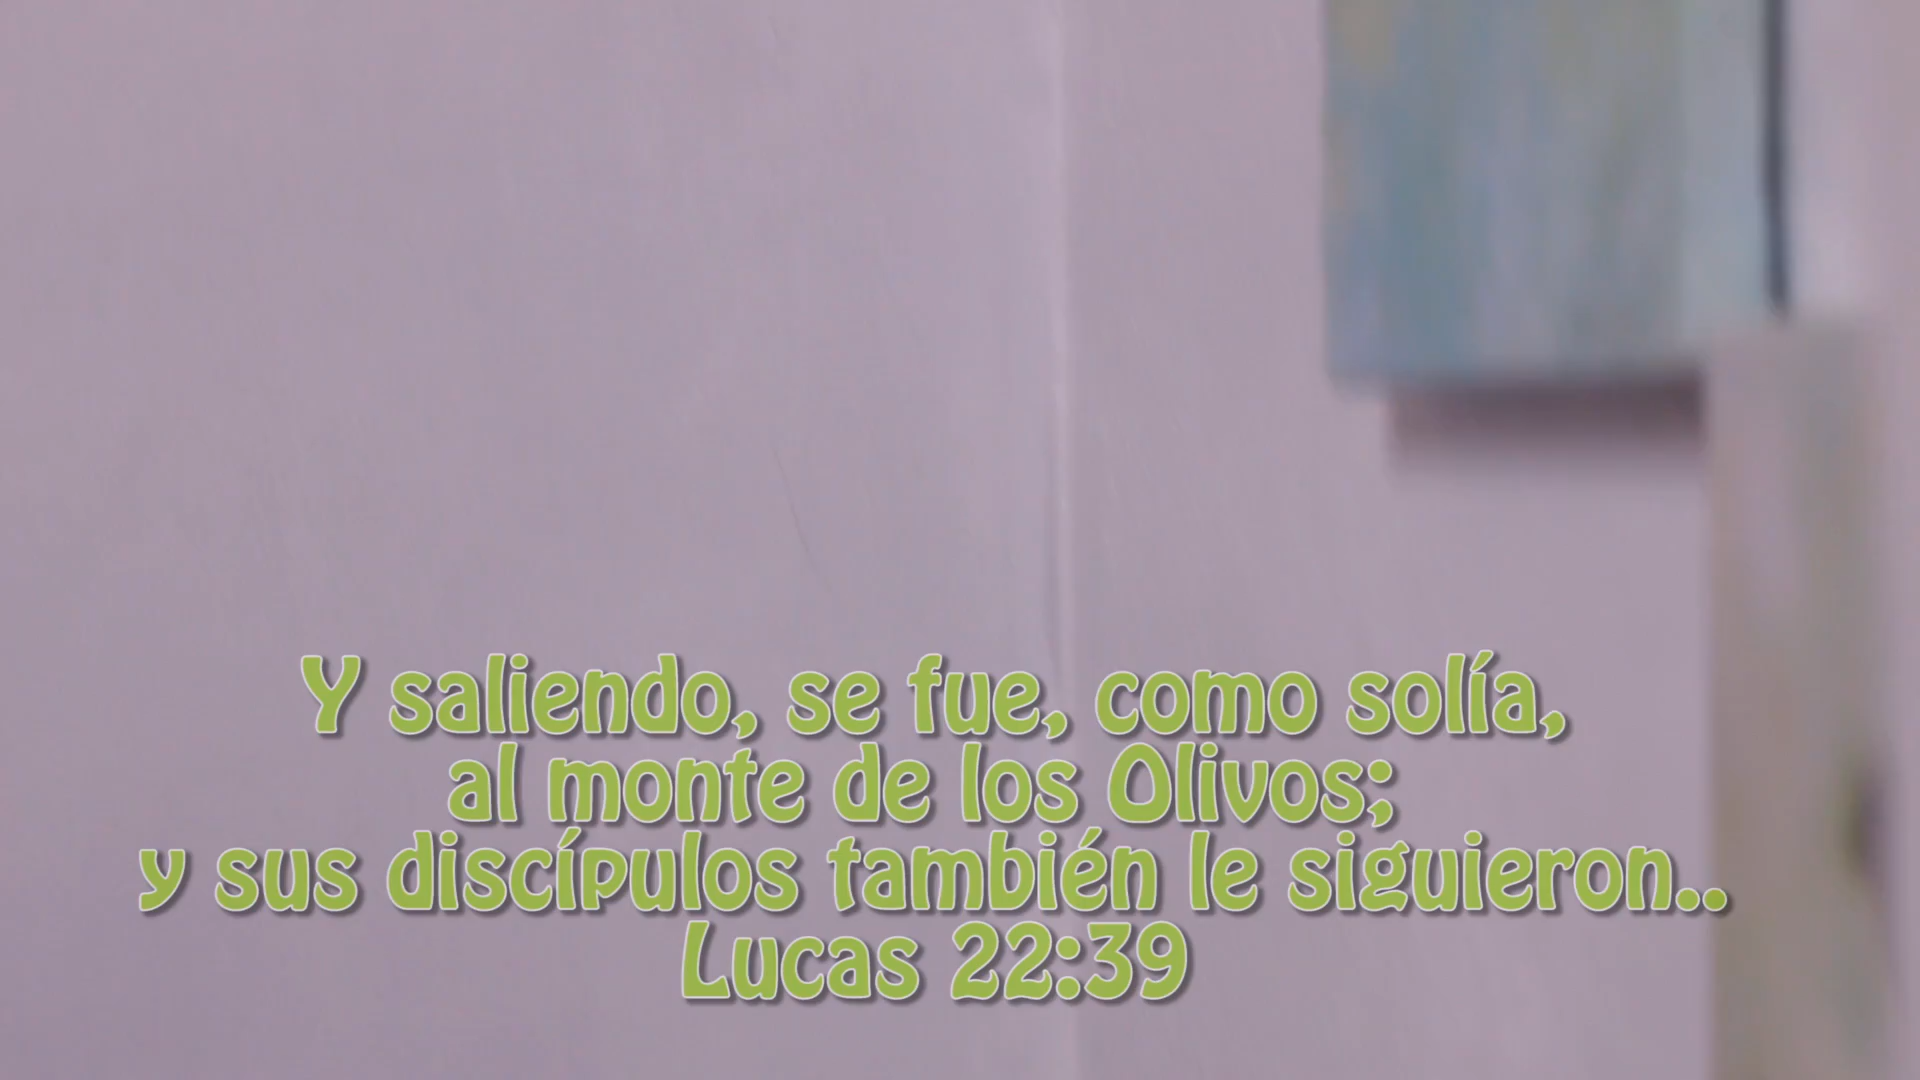 Y saliendo, se fue, como solía,
al monte de los Olivos;
y sus discípulos también le siguieron..
Lucas 22:39